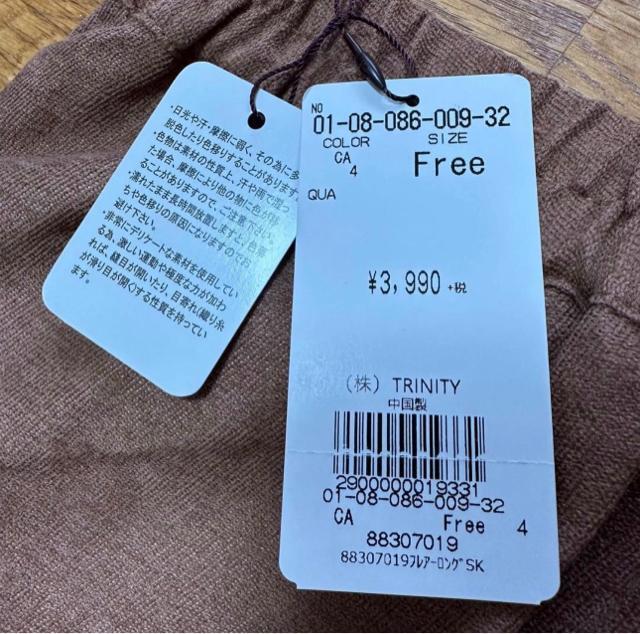 ・日光や汗・摩擦に弱く、その為に多
脱色したり色移りすることがあります
・色物は素材の性質上、汗や雨で湿っ
た場合、摩擦により他の物に色が移
ることがありますので、ご注意下さい。
・濡れたまま長時間放置しますと、色
ちや色移りの原因になりますのでお
避け下さい。
・非常にデリケートな素材を使用してい
る為、激しい運動や極度な力が加わ
れば、縫目が開いたり、目寄れ(織り糸
が滑り目が開く)する性質を持ってい
ます。
NO
01-08-086-009-32
COLOR SIZE
CA Free
4
QUA
¥3,990 +税
(株) TRINITY
中国製
2900000019331
01-08-086-009-32
CA Free 4
88307019
88307019ﾌﾚｱｰﾛﾝｸﾞSK